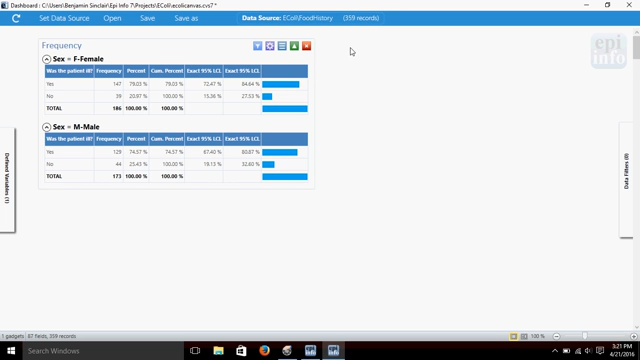 Dashboard : C:\Users\Benjamin Sinclair\Epi Info 7\Projects\EColi\ecolicanvas.cvs7 *
Set Data Source Open Save Save as Data Source: EColi\FoodHistory (359 records)
epi info
Frequency
Sex = F-Female
Was the patient ill? Frequency Percent Cum. Percent Exact 95% LCL Exact 95% UCL
Yes 147 79.03 % 79.03 % 72.47 % 84.64 %
No 39 20.97 % 100.00 % 15.36 % 27.53 %
TOTAL 186 100.00 % 100.00 %
Sex = M-Male
Was the patient ill? Frequency Percent Cum. Percent Exact 95% LCL Exact 95% UCL
Yes 129 74.57 % 74.57 % 67.40 % 80.87 %
No 44 25.43 % 100.00 % 19.13 % 32.60 %
TOTAL 173 100.00 % 100.00 %
Defined Variables (1)
Data Filters (0)
1 gadgets 87 fields, 359 records 100 %
Search Windows
3:21 PM
4/21/2016